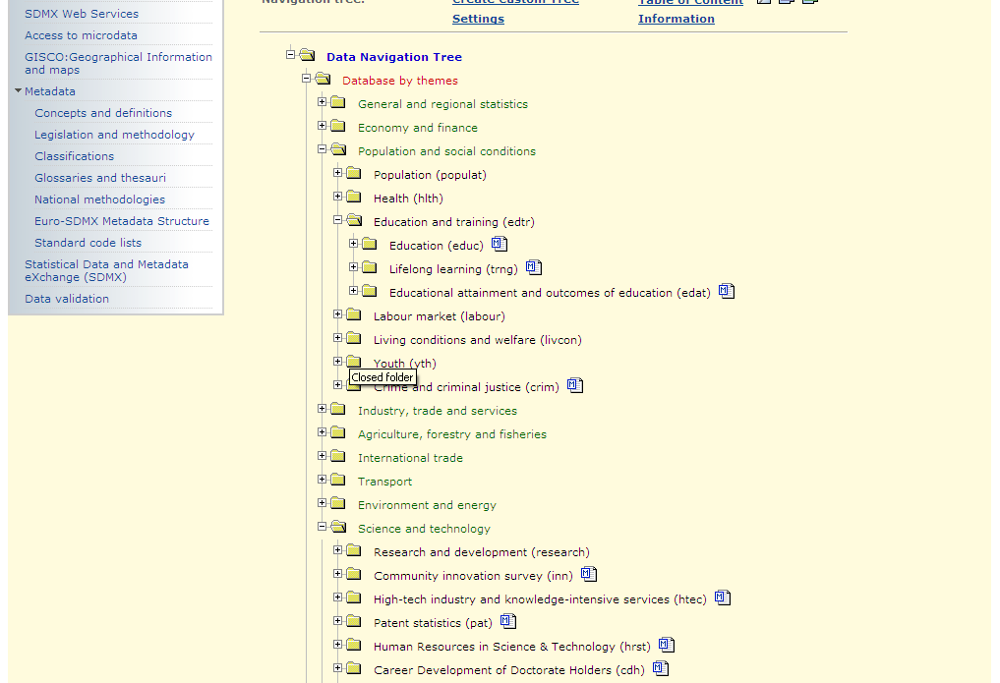 SDMX Web Services
Access to microdata
GISCO:Geographical Information
and maps
Metadata
Concepts and definitions
Legislation and methodology
Classifications
Glossaries and thesauri
National methodologies
Euro-SDMX Metadata Structure
Standard code lists
Statistical Data and Metadata
eXchange (SDMX)
Data validation
Navigation tree:
Create Custom Tree
Settings
Table of Content
Information
Data Navigation Tree
Database by themes
General and regional statistics
Economy and finance
Population and social conditions
Population (populat)
Health (hlth)
Education and training (edtr)
Education (educ) M
Lifelong learning (trng) M
Educational attainment and outcomes of education (edat) M
Labour market (labour)
Living conditions and welfare (livcon)
Youth (yth)
Closed folder
Crime and criminal justice (crim) M
Industry, trade and services
Agriculture, forestry and fisheries
International trade
Transport
Environment and energy
Science and technology
Research and development (research)
Community innovation survey (inn) M
High-tech industry and knowledge-intensive services (htec) M
Patent statistics (pat) M
Human Resources in Science & Technology (hrst) M
Career Development of Doctorate Holders (cdh) M